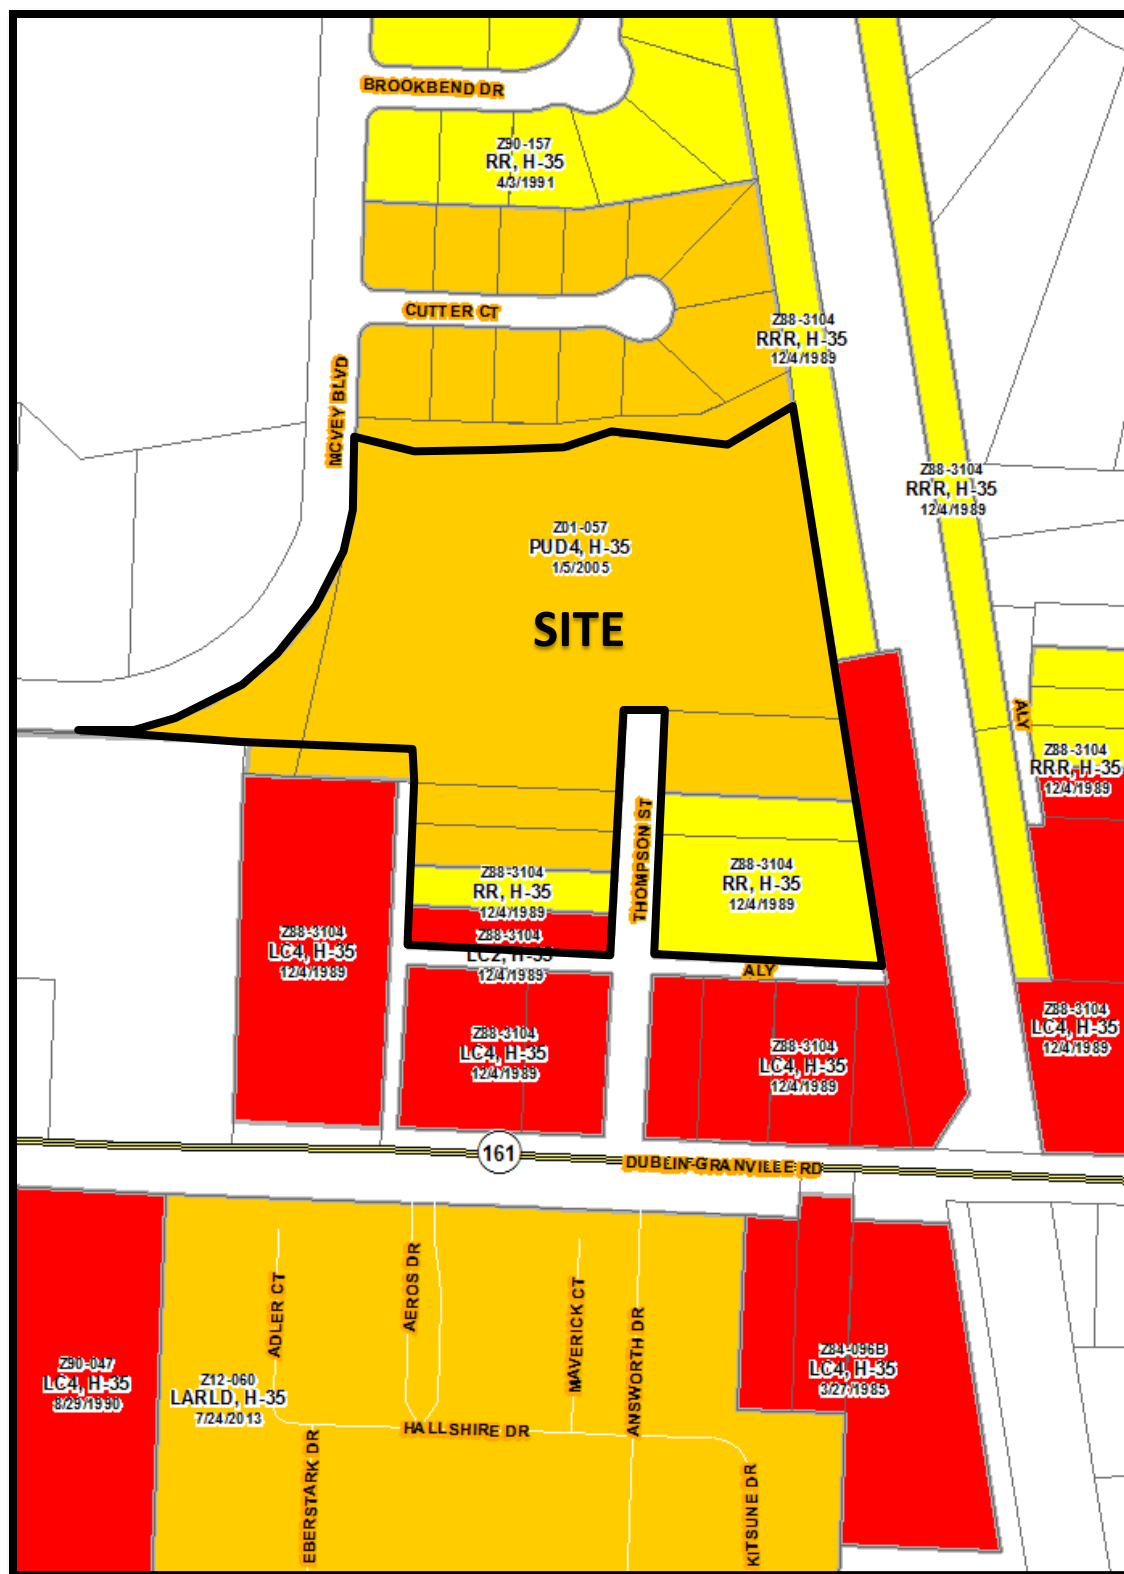 BROOKBEND DR
Z90-157
RR, H-35
4/3/1991
CUTTER CT
Z88-3104
RRR, H-35
12/4/1989
MCVEY BLVD
Z88-3104
RRR, H-35
12/4/1989
Z01-057
PUD4, H-35
1/5/2005
SITE
ALY
Z88-3104
RRR, H-35
12/4/1989
THOMPSON ST
Z88-3104
RR, H-35
12/4/1989
Z88-3104
RR, H-35
12/4/1989
Z88-3104
LC2, H-35
12/4/1989
Z88-3104
LC4, H-35
12/4/1989
ALY
Z88-3104
LC4, H-35
12/4/1989
Z88-3104
LC4, H-35
12/4/1989
Z88-3104
LC4, H-35
12/4/1989
161
DUBLIN-GRANVILLE RD
ADLER CT
AEROS DR
MAVERICK CT
ANSWORTH DR
Z90-047
LC4, H-35
8/29/1990
Z12-060
LARLD, H-35
7/24/2013
Z84-096B
LC4, H-35
3/27/1985
HALLSHIRE DR
EBERSTARK DR
KITSUNE DR